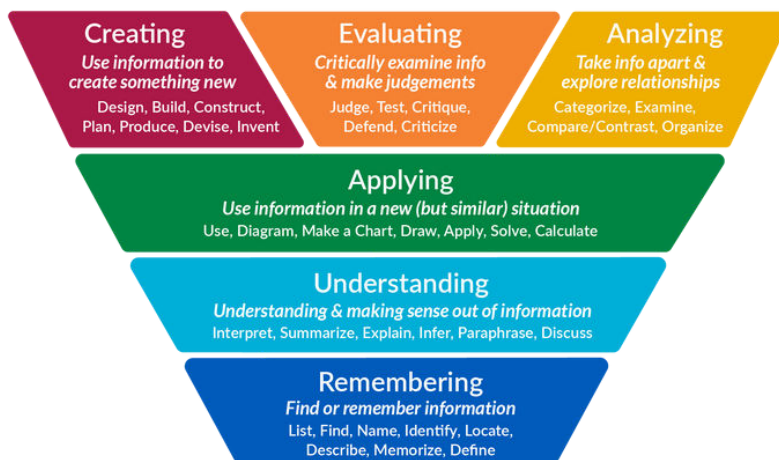 Creating
Use information to
create something new
Design, Build, Construct,
Plan, Produce, Devise, Invent
Evaluating
Critically examine info
& make judgements
Judge, Test, Critique,
Defend, Criticize
Analyzing
Take info apart &
explore relationships
Categorize, Examine,
Compare/Contrast, Organize
Applying
Use information in a new (but similar) situation
Use, Diagram, Make a Chart, Draw, Apply, Solve, Calculate
Understanding
Understanding & making sense out of information
Interpret, Summarize, Explain, Infer, Paraphrase, Discuss
Remembering
Find or remember information
List, Find, Name, Identify, Locate,
Describe, Memorize, Define